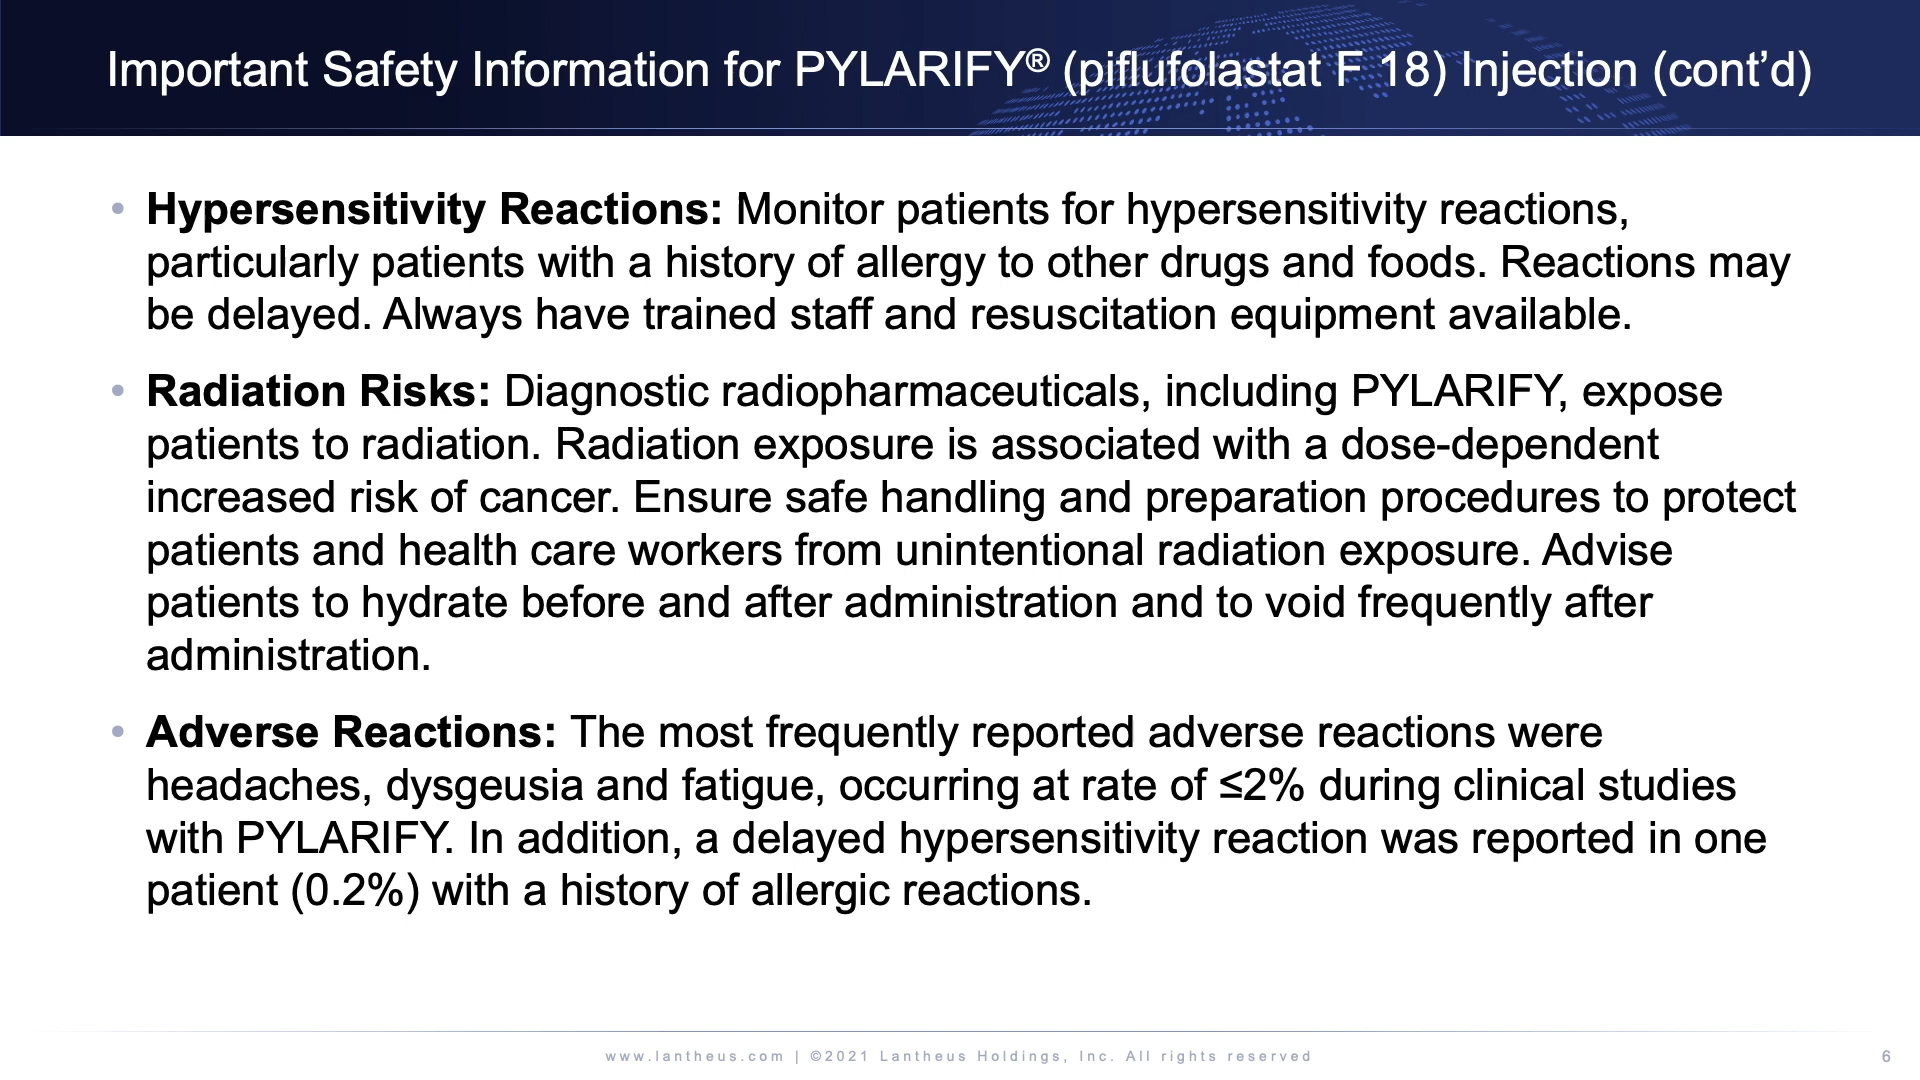 Important Safety Information for PYLARIFY® (piflufolastat F 18) Injection (cont’d)
• Hypersensitivity Reactions: Monitor patients for hypersensitivity reactions,
particularly patients with a history of allergy to other drugs and foods. Reactions may
be delayed. Always have trained staff and resuscitation equipment available.
• Radiation Risks: Diagnostic radiopharmaceuticals, including PYLARIFY, expose
patients to radiation. Radiation exposure is associated with a dose-dependent
increased risk of cancer. Ensure safe handling and preparation procedures to protect
patients and health care workers from unintentional radiation exposure. Advise
patients to hydrate before and after administration and to void frequently after
administration.
• Adverse Reactions: The most frequently reported adverse reactions were
headaches, dysgeusia and fatigue, occurring at rate of ≤2% during clinical studies
with PYLARIFY. In addition, a delayed hypersensitivity reaction was reported in one
patient (0.2%) with a history of allergic reactions.
www.lantheus.com | ©2021 Lantheus Holdings, Inc. All rights reserved
6